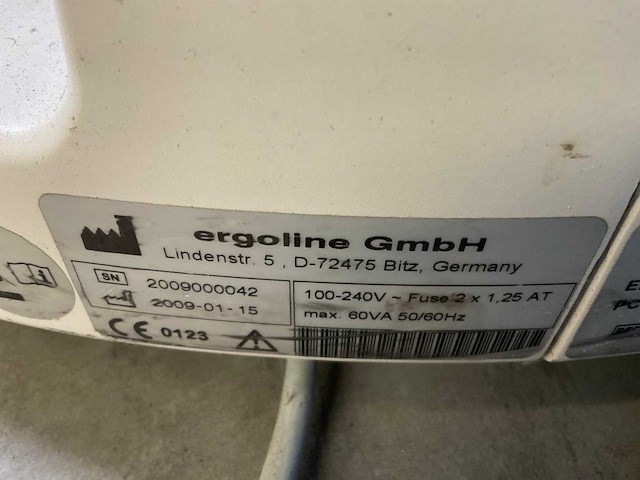 ergoline GmbH
Lindenstr. 5 , D-72475 Bitz, Germany
SN 2009000042
2009-01-15
100-240V ~ Fuse 2 x 1,25 AT
max. 60VA 50/60Hz
CE 0123
PC